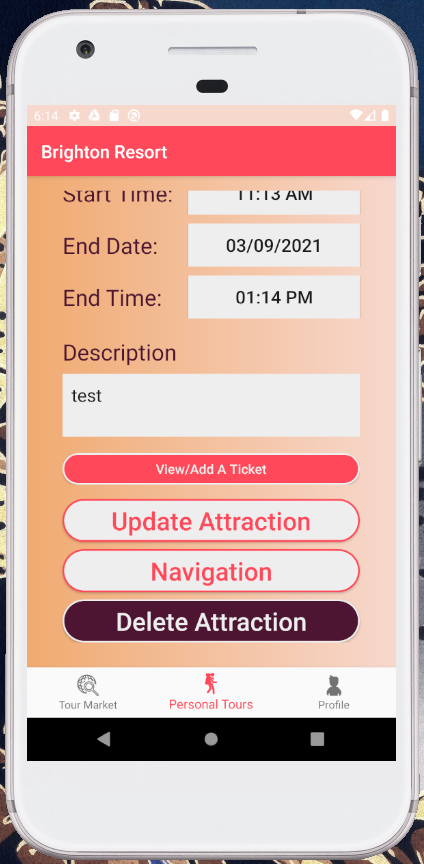 6:14
Brighton Resort
Start Time: 11:13 AM
End Date: 03/09/2021
End Time: 01:14 PM
Description
test
View/Add A Ticket
Update Attraction
Navigation
Delete Attraction
Tour Market Personal Tours Profile